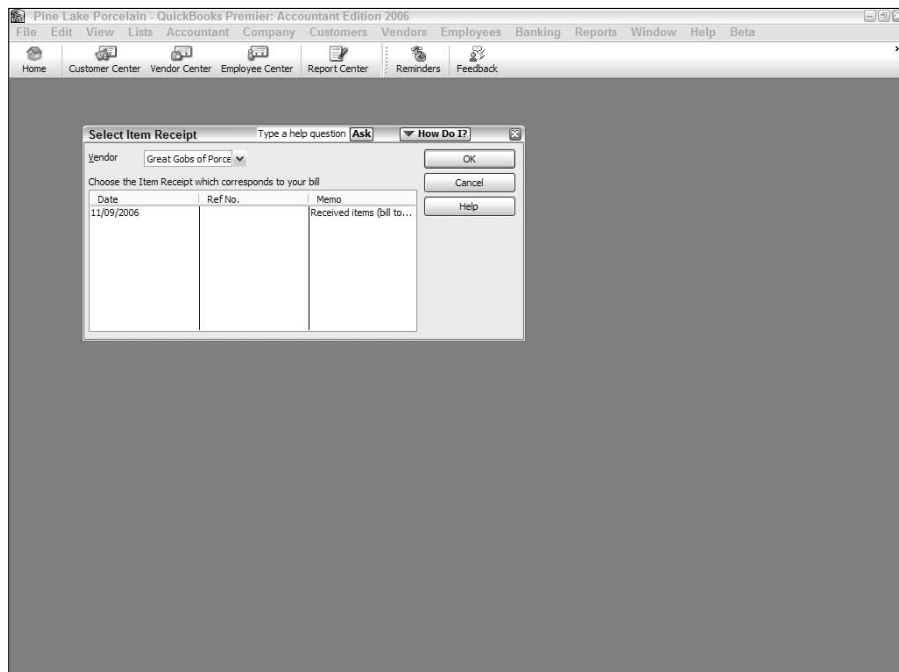 Pine Lake Porcelain - QuickBooks Premier: Accountant Edition 2006
File Edit View Lists Accountant Company Customers Vendors Employees Banking Reports Window Help Beta
Home Customer Center Vendor Center Employee Center Report Center Reminders Feedback
Select Item Receipt Type a help question Ask How Do I?
Vendor Great Gobs of Porce OK
Choose the Item Receipt which corresponds to your bill Cancel
Date Ref No. Memo Help
11/09/2006 Received items (bill to...